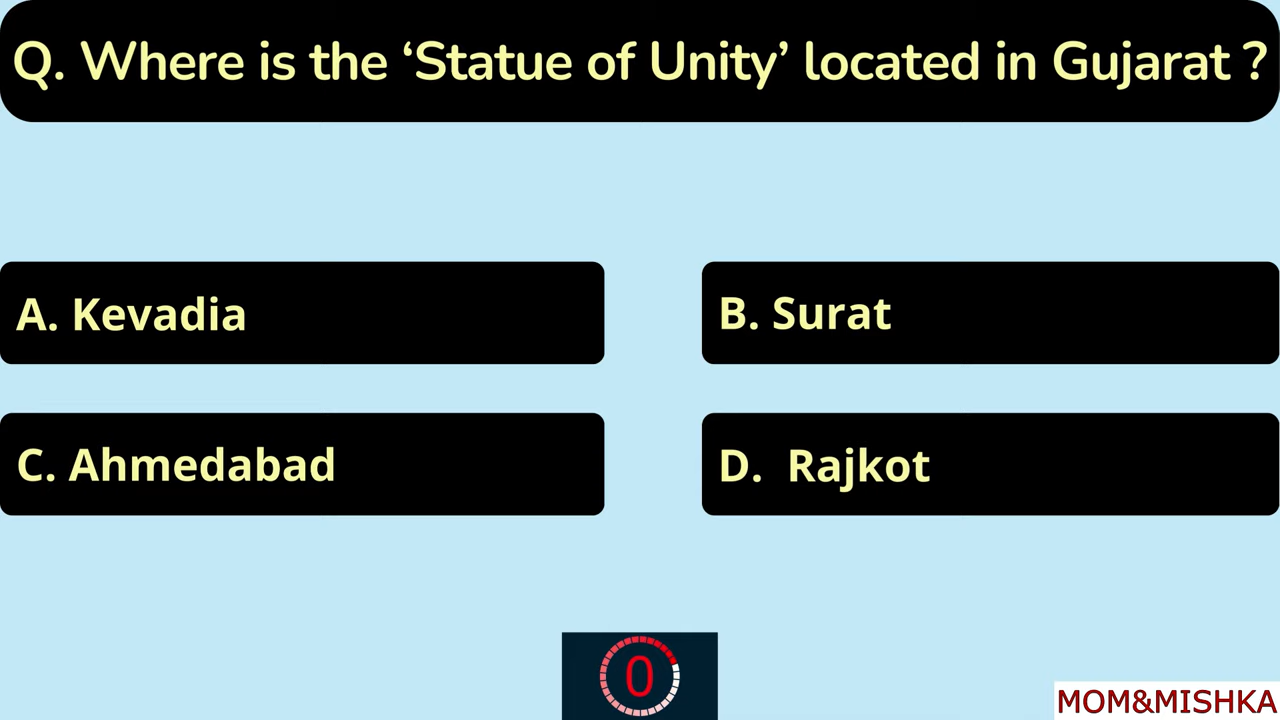 Q. Where is the ‘Statue of Unity’ located in Gujarat ?
A. Kevadia
B. Surat
C. Ahmedabad
D. Rajkot
0
MOM&MISHKA